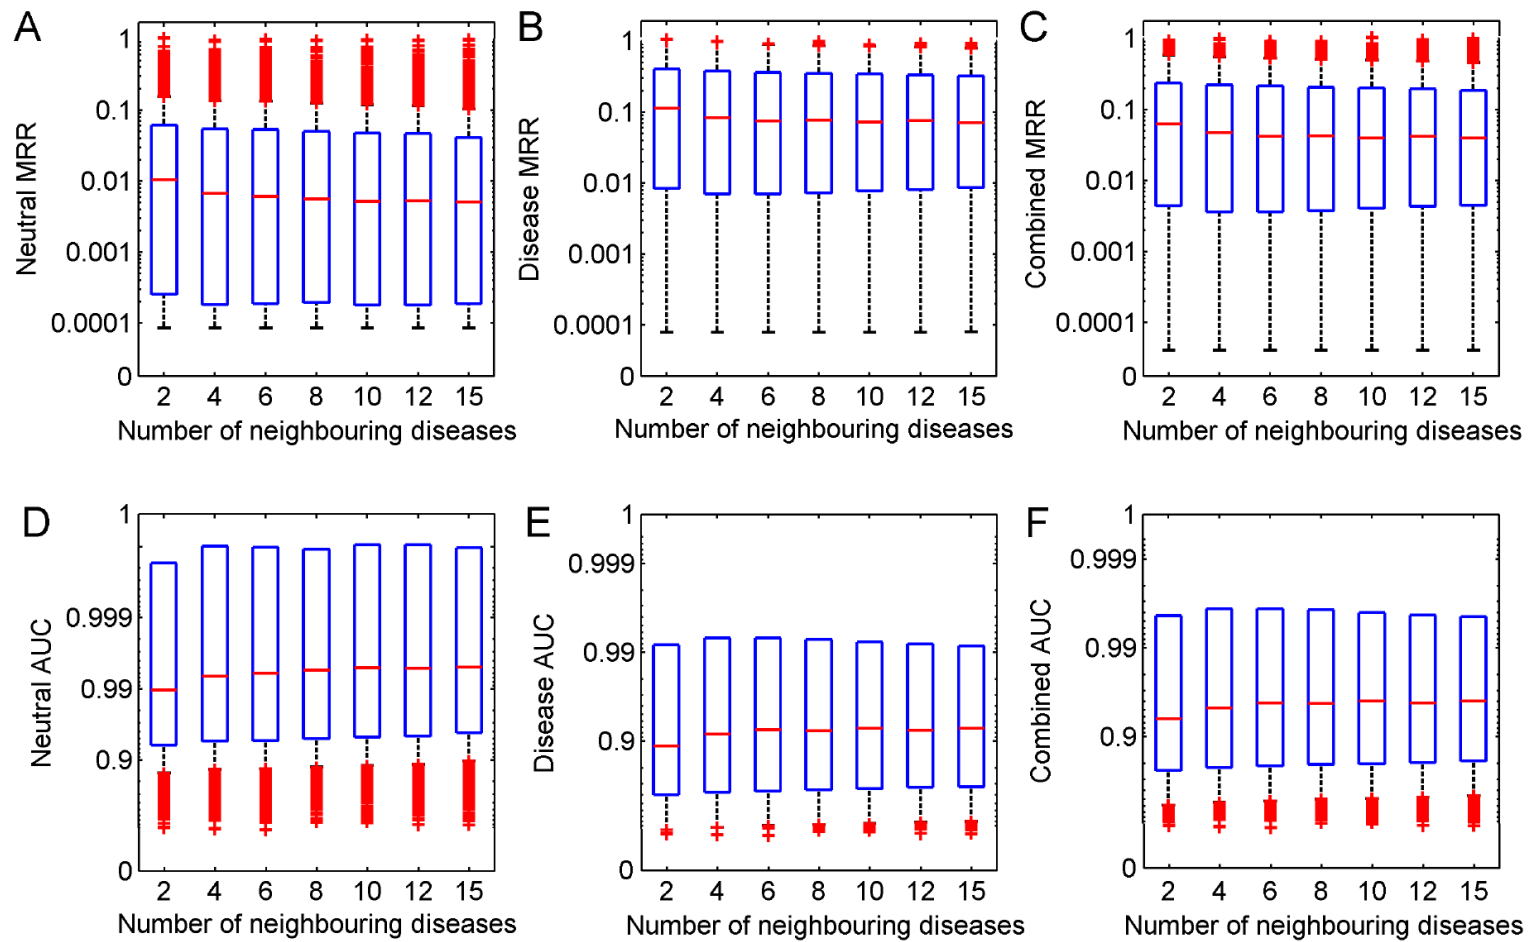 A
Neutral MRR
1
0.1
0.01
0.001
0.0001
0
2 4 6 8 10 12 15
Number of neighbouring diseases
B
Disease MRR
1
0.1
0.01
0.001
0.0001
0
2 4 6 8 10 12 15
Number of neighbouring diseases
C
Combined MRR
1
0.1
0.01
0.001
0.0001
0
2 4 6 8 10 12 15
Number of neighbouring diseases
D
Neutral AUC
1
0.999
0.99
0.9
0
2 4 6 8 10 12 15
Number of neighbouring diseases
E
Disease AUC
1
0.999
0.99
0.9
0
2 4 6 8 10 12 15
Number of neighbouring diseases
F
Combined AUC
1
0.999
0.99
0.9
0
2 4 6 8 10 12 15
Number of neighbouring diseases